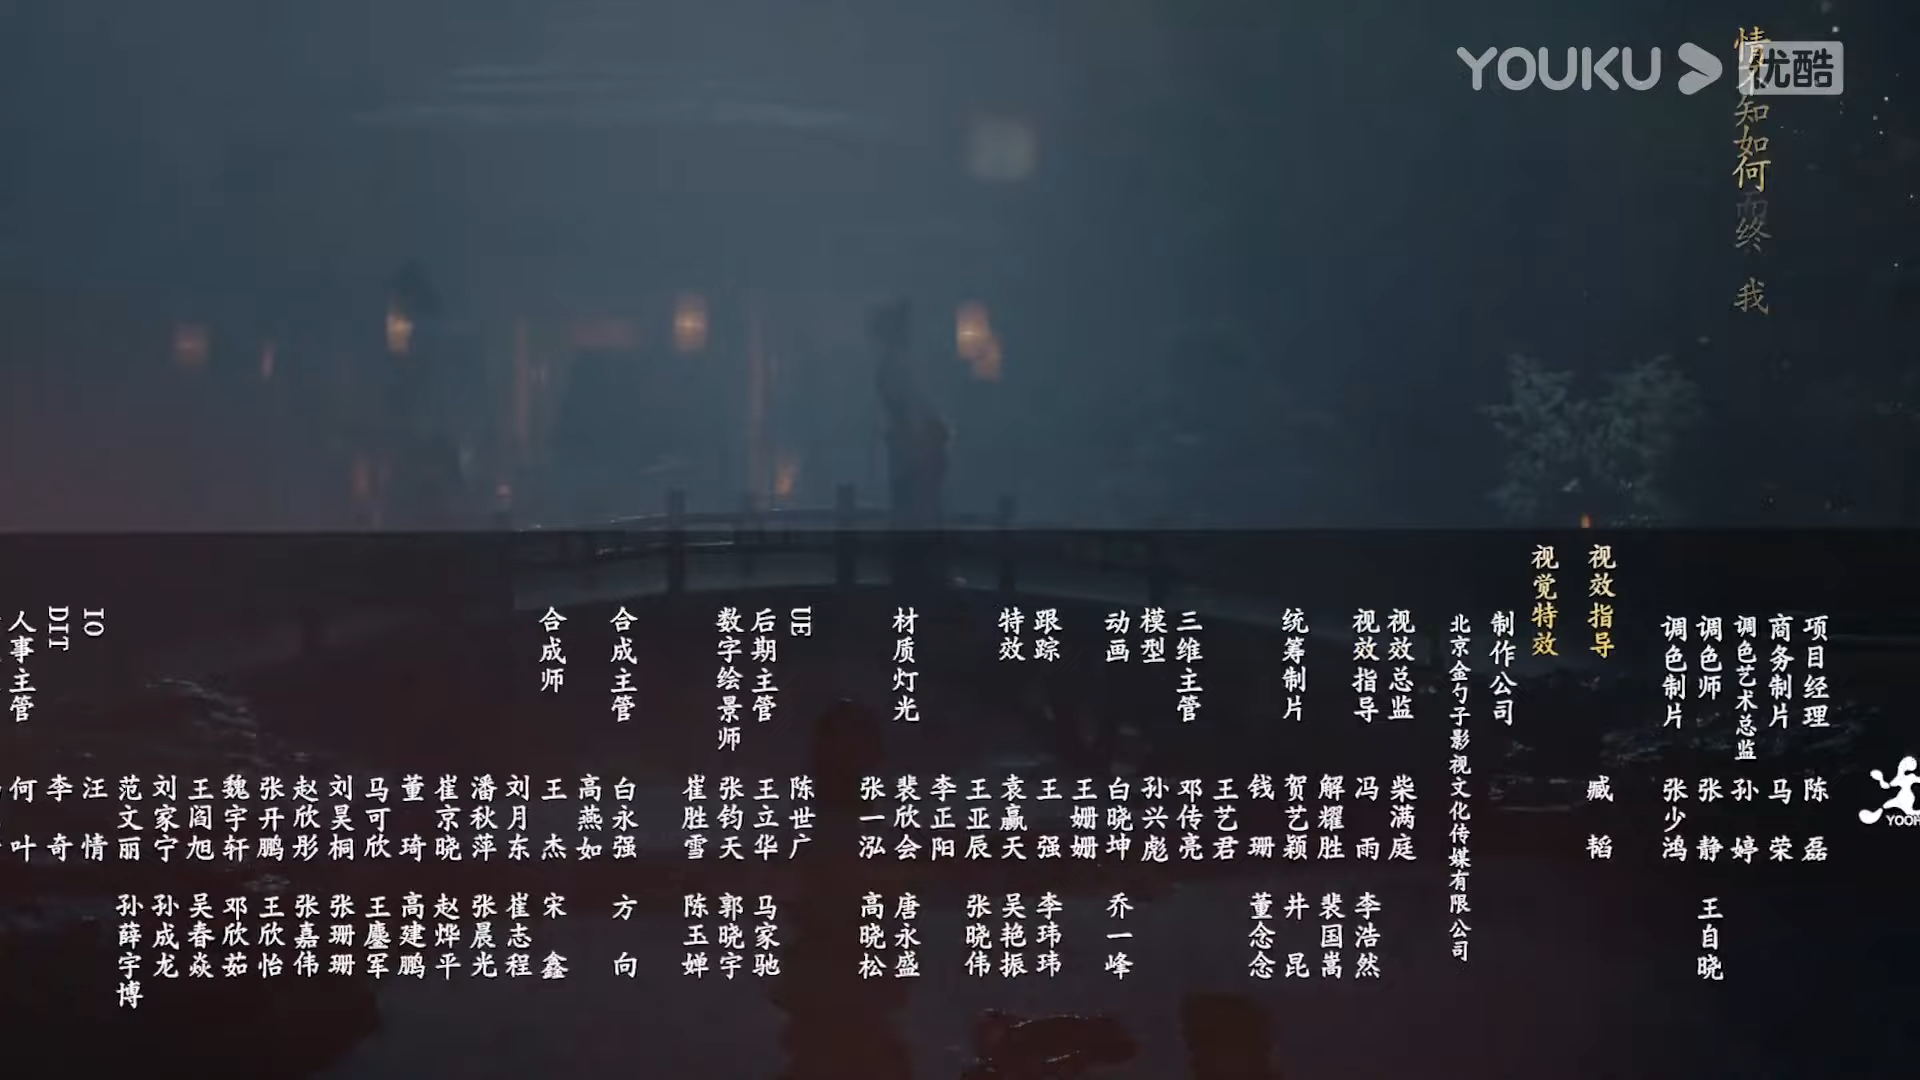 YOUKU 优酷
情不知如何而终 我
项目经理 陈磊
商务制片 马荣
调色艺术总监 孙婷
调色师 张静 王自晓
调色制片 张少鸿
视效指导 臧韬
视觉特效
制作公司
北京金勺子影视文化传媒有限公司
视效总监 柴满庭
视效指导 冯雨 李浩然
解耀胜 裴国嵩
统筹制片 贺艺颖 井昆
钱珊 董念念
王艺君
三维主管 邓传亮
模型 孙兴彪
动画 白晓坤 乔一峰
王姗姗
跟踪 王强 李玮玮
特效 袁赢天 吴艳振
王亚辰 张晓伟
李正阳
材质灯光 裴欣会 唐永盛
张一泓 高晓松
UE 陈世广
后期主管 王立华 马家驰
数字绘景师 张钧天 郭晓宇
崔胜雪 陈玉婵
合成主管 白永强 方向
高燕如
合成师 王杰 宋鑫
刘月东 崔志程
潘秋萍 张晨光
崔京晓 赵烨平
董琦 高建鹏
马可欣 王鏖军
刘昊桐 张珊珊
赵欣彤 张嘉伟
张开鹏 王欣怡
魏宇轩 邓欣茹
王阎旭 吴春焱
刘家宁 孙成龙
范文丽 孙薛宇博
IO 汪情
DIT 李奇
人事主管 何叶